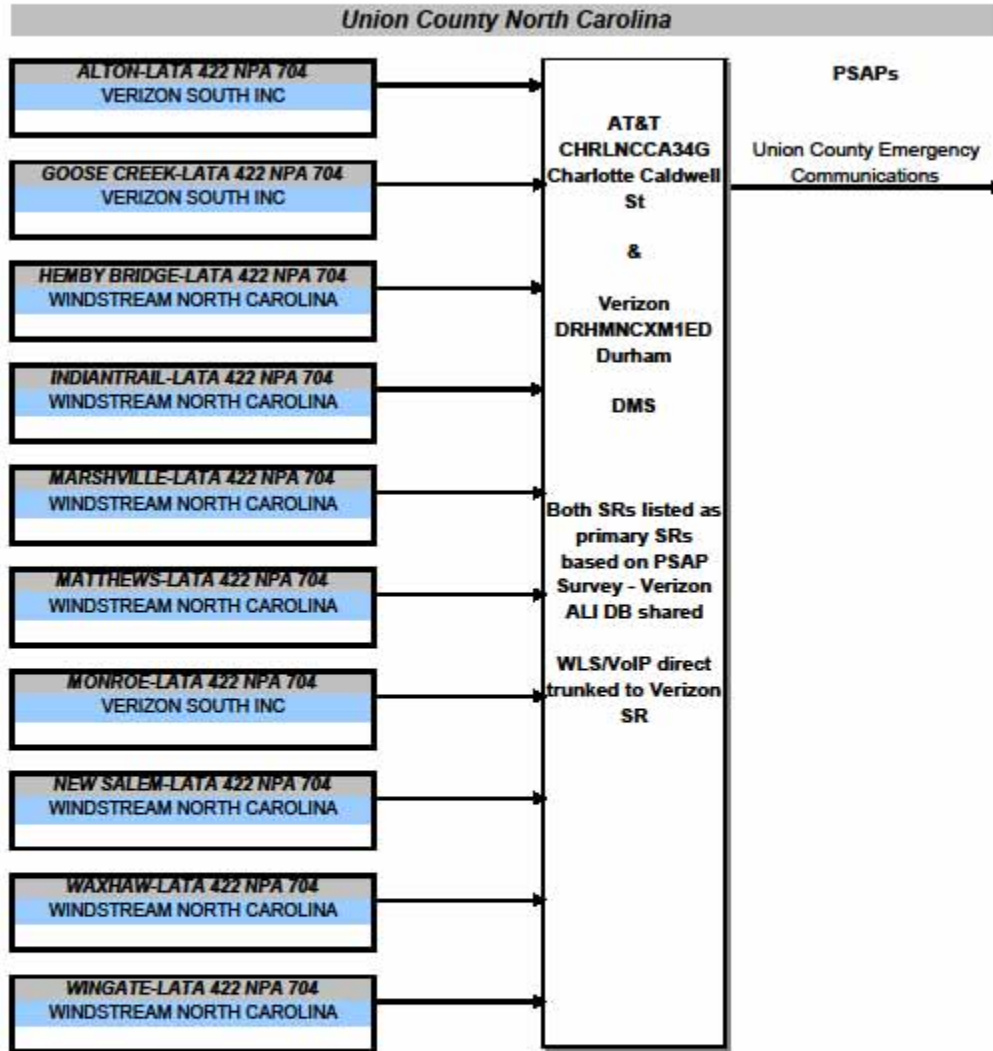 Union County North Carolina
ALTON-LATA 422 NPA 704
VERIZON SOUTH INC
GOOSE CREEK-LATA 422 NPA 704
VERIZON SOUTH INC
HEMBY BRIDGE-LATA 422 NPA 704
WINDSTREAM NORTH CAROLINA
INDIANTRAIL-LATA 422 NPA 704
WINDSTREAM NORTH CAROLINA
MARSHVILLE-LATA 422 NPA 704
WINDSTREAM NORTH CAROLINA
MATTHEWS-LATA 422 NPA 704
WINDSTREAM NORTH CAROLINA
MONROE-LATA 422 NPA 704
VERIZON SOUTH INC
NEW SALEM-LATA 422 NPA 704
WINDSTREAM NORTH CAROLINA
WAXHAW-LATA 422 NPA 704
WINDSTREAM NORTH CAROLINA
WINGATE-LATA 422 NPA 704
WINDSTREAM NORTH CAROLINA
AT&T
CHRLNCCA34G
Charlotte Caldwell
St
&
Verizon
DRHMNCXM1ED
Durham
DMS
Both SRs listed as
primary SRs
based on PSAP
Survey - Verizon
ALI DB shared
WLS/VoIP direct
trunked to Verizon
SR
PSAPs
Union County Emergency
Communications